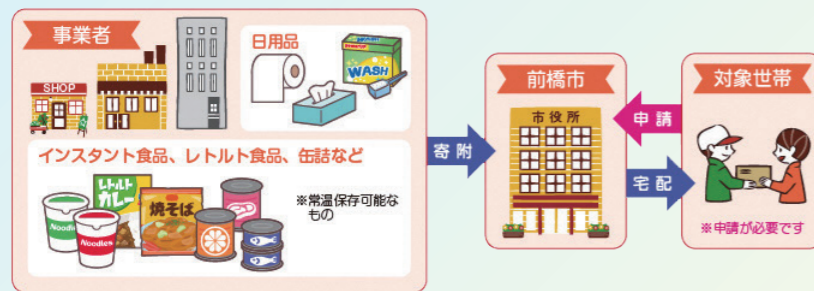 事業者
SHOP
日用品
WASH
インスタント食品、レトルト食品、缶詰など
レトルト
カレー
焼そば
Noodles
Noodles
※常温保存可能な
もの
寄附
前橋市
市役所
申請
宅配
対象世帯
※申請が必要です